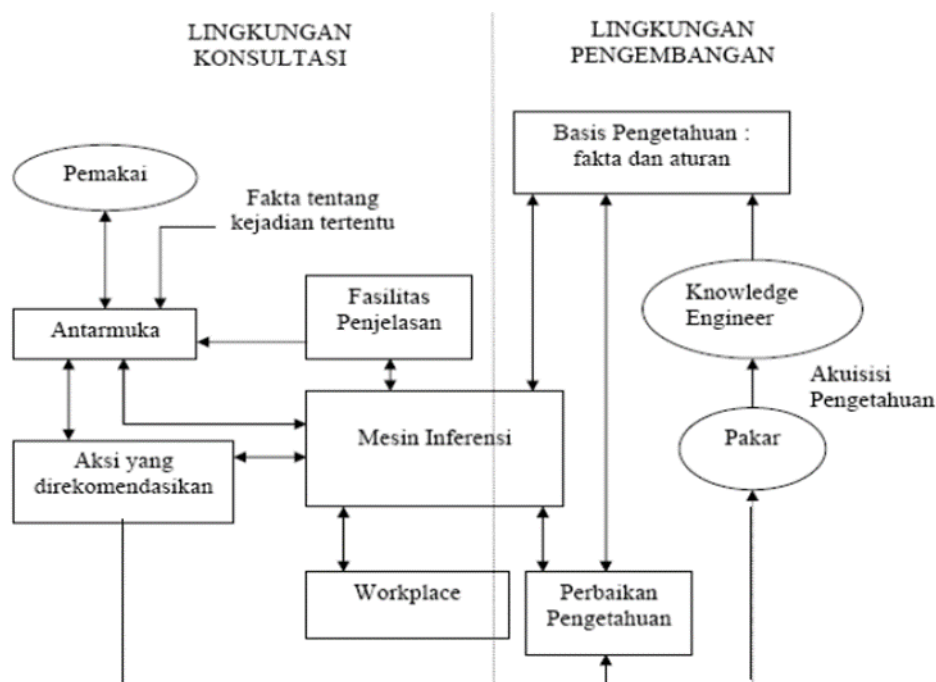 LINGKUNGAN
KONSULTASI
LINGKUNGAN
PENGEMBANGAN
Basis Pengetahuan :
fakta dan aturan
Pemakai
Fakta tentang
kejadian tertentu
Fasilitas
Penjelasan
Knowledge
Engineer
Antarmuka
Akuisisi
Pengetahuan
Mesin Inferensi
Pakar
Aksi yang
direkomendasikan
Workplace
Perbaikan
Pengetahuan